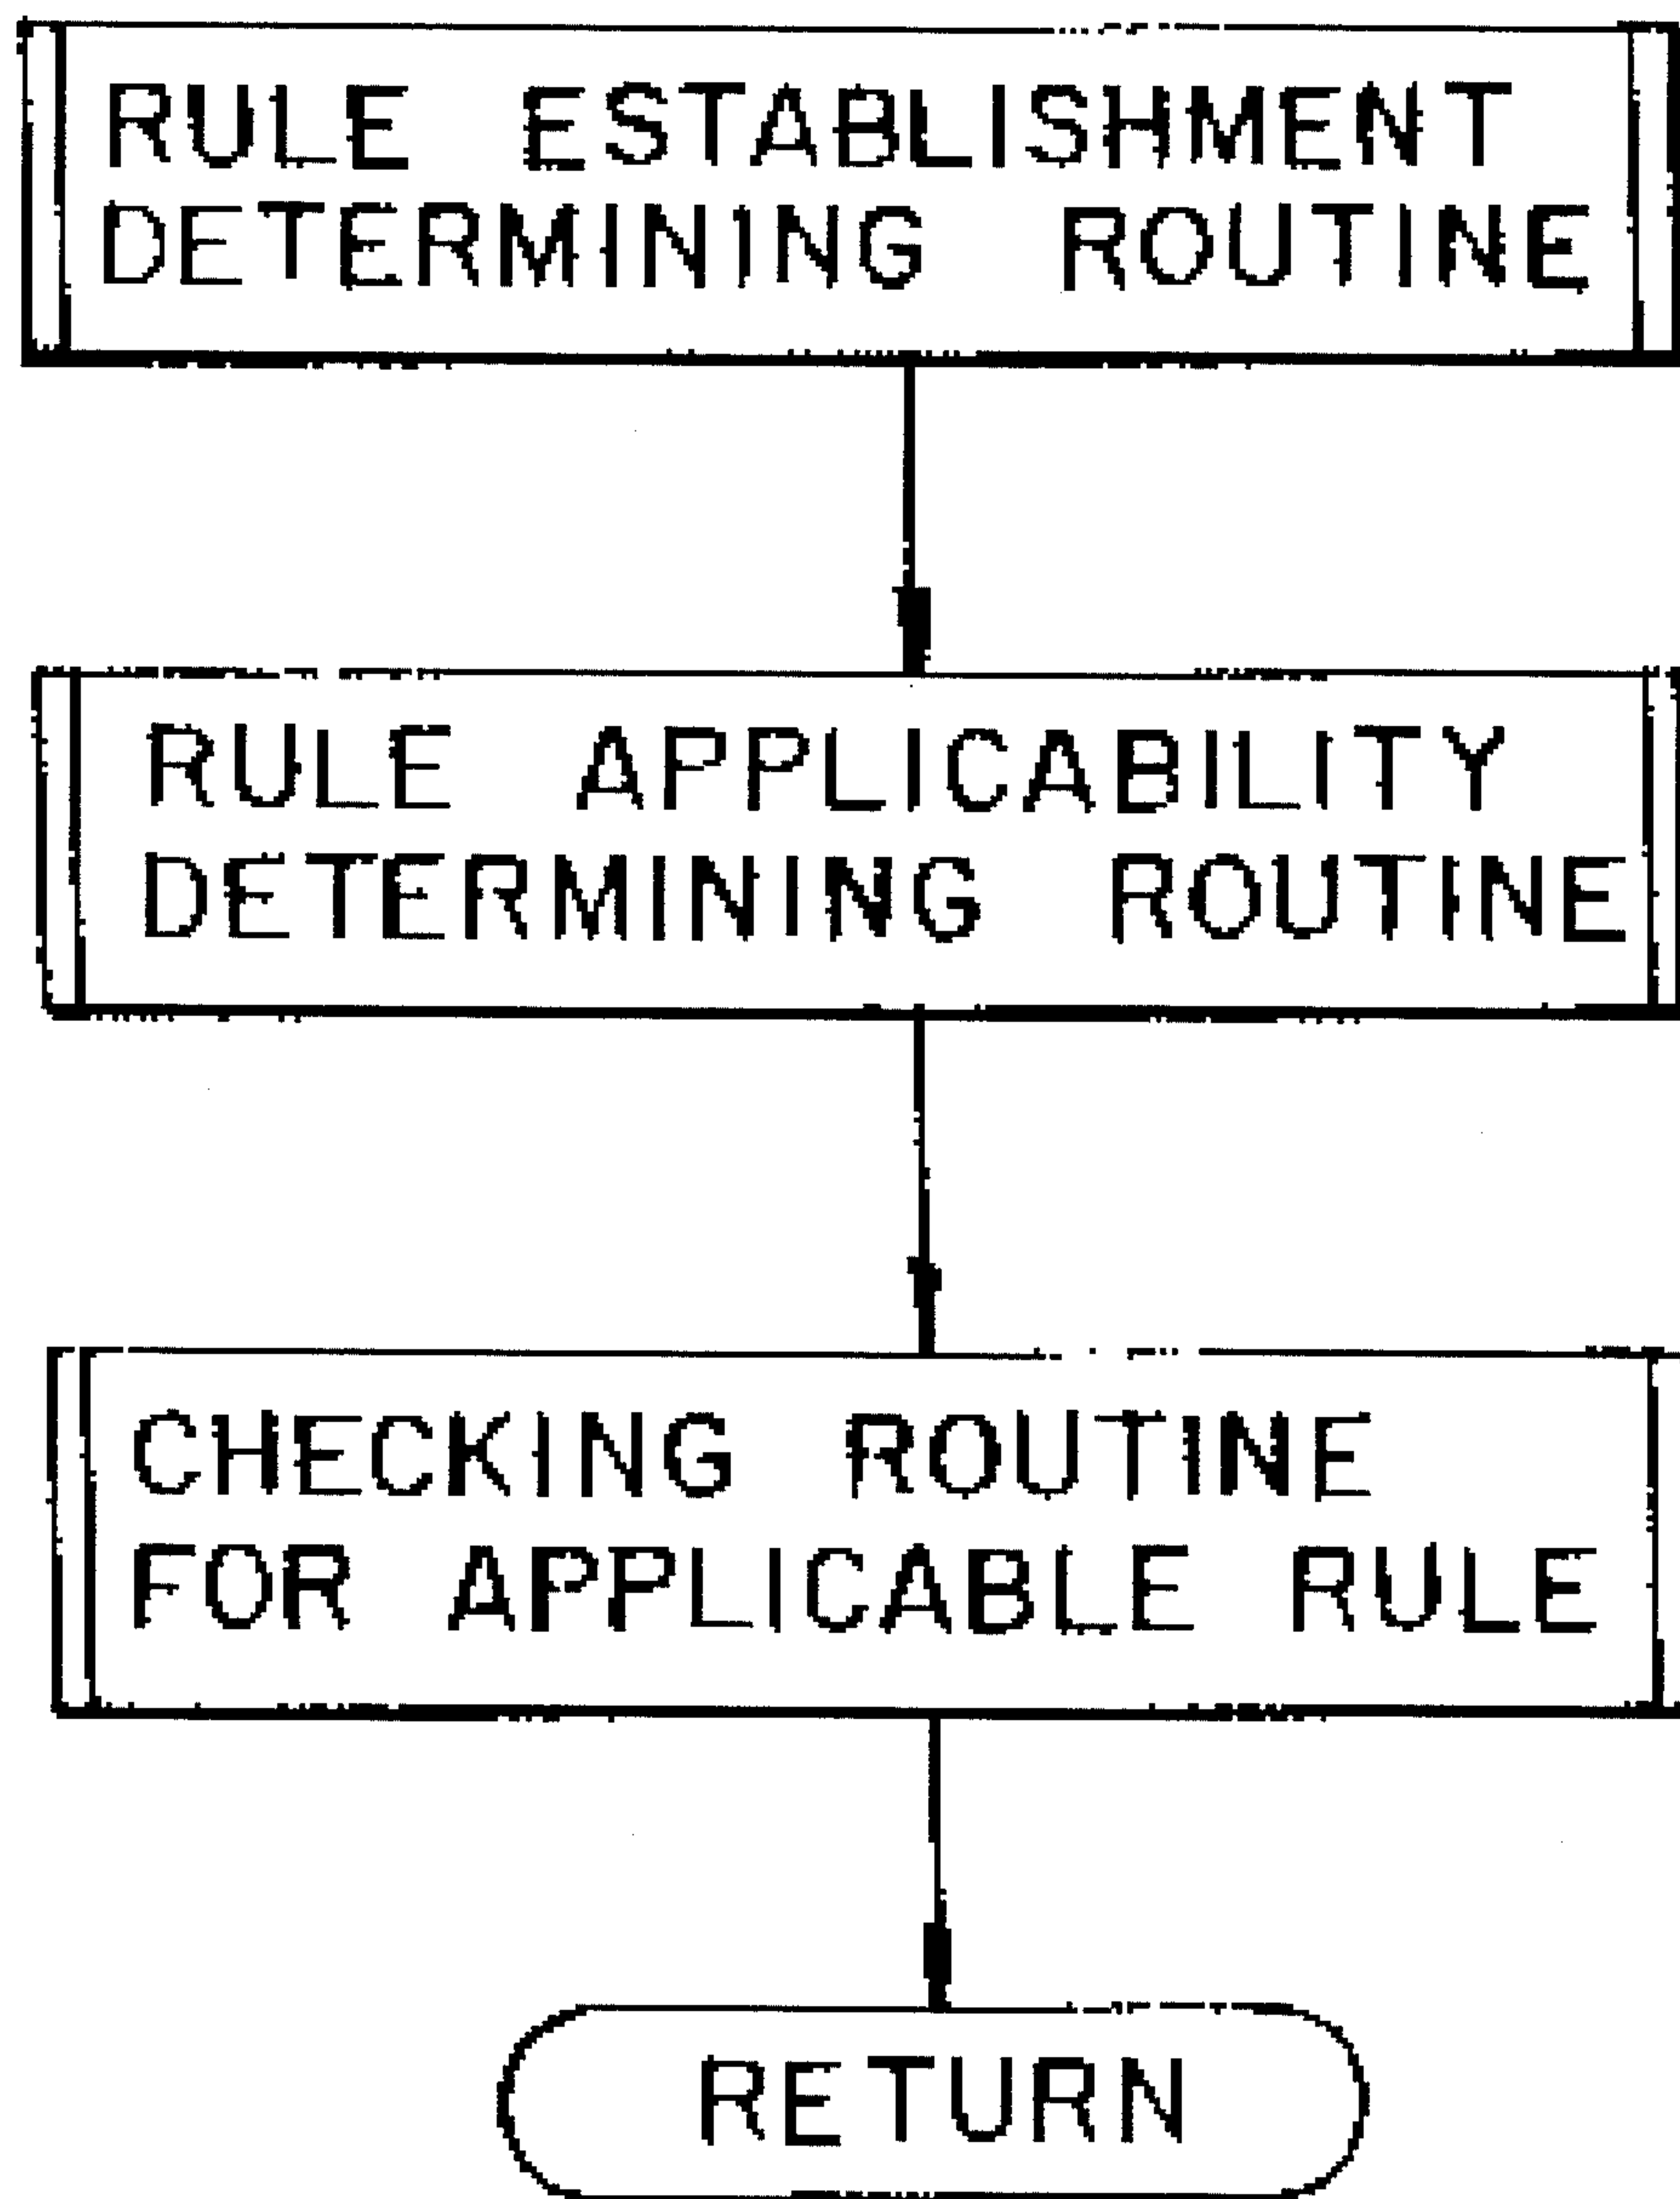 RULE ESTABLISHMENT
DETERMINING ROUTINE
RULE APPLICABILITY
DETERMINING ROUTINE
CHECKING ROUTINE
FOR APPLICABLE RULE
RETURN